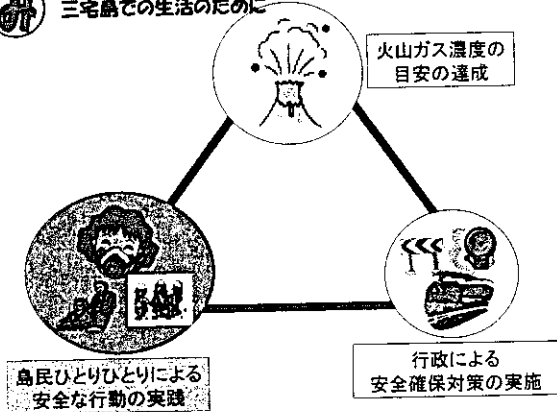 三宅島での生活のために
火山ガス濃度の
目安の達成
島民ひとりひとりによる
安全な行動の実践
行政による
安全確保対策の実施